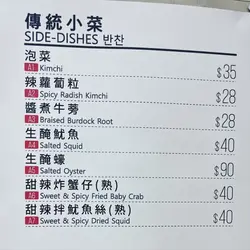 傳統小菜
SIDE-DISHES 반찬
泡菜
A1 Kimchi $35
辣蘿蔔粒
A2 Spicy Radish Kimchi $28
醬煮牛蒡
A3 Braised Burdock Root $28
生醃魷魚
A4 Salted Squid $40
生醃蠔
A5 Salted Oyster $90
甜辣炸蟹仔(熟)
A6 Sweet & Spicy Fried Baby Crab $40
甜辣拌魷魚絲(熟)
A7 Sweet & Spicy Dried Squid $40